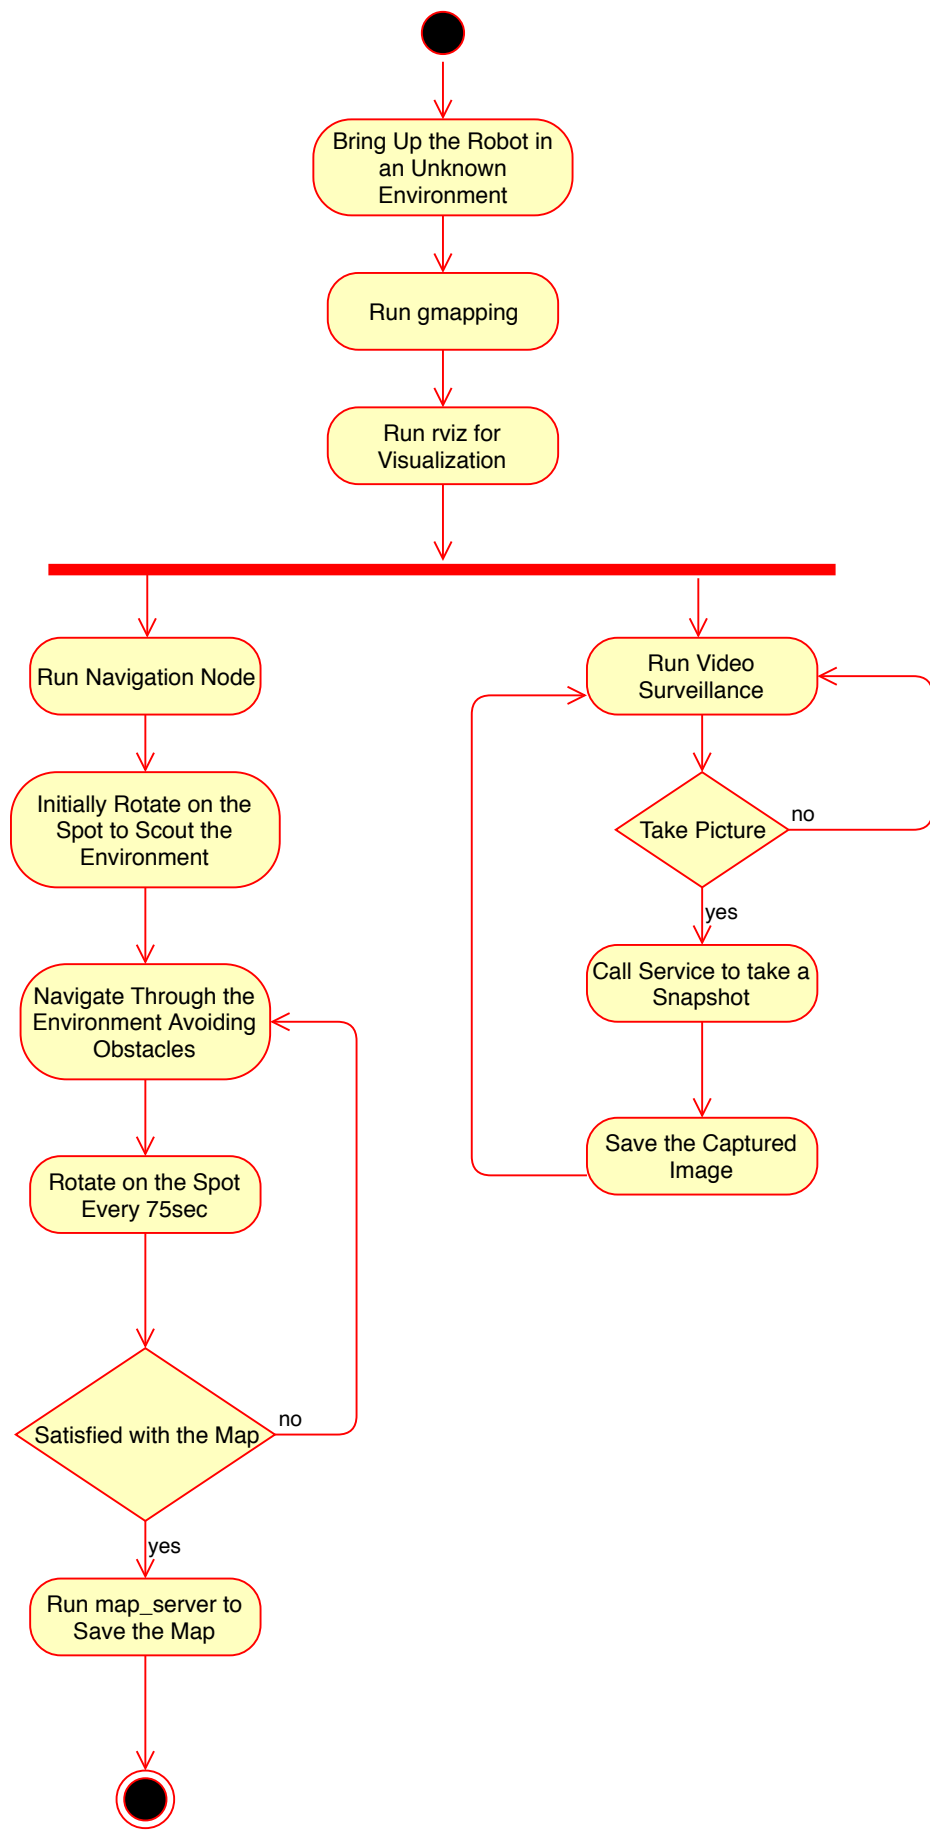 Bring Up the Robot in
an Unknown
Environment
Run gmapping
Run rviz for
Visualization
Run Navigation Node
Initially Rotate on the
Spot to Scout the
Environment
Navigate Through the
Environment Avoiding
Obstacles
Rotate on the Spot
Every 75sec
Satisfied with the Map
no
yes
Run map_server to
Save the Map
Run Video
Surveillance
Take Picture
no
yes
Call Service to take a
Snapshot
Save the Captured
Image